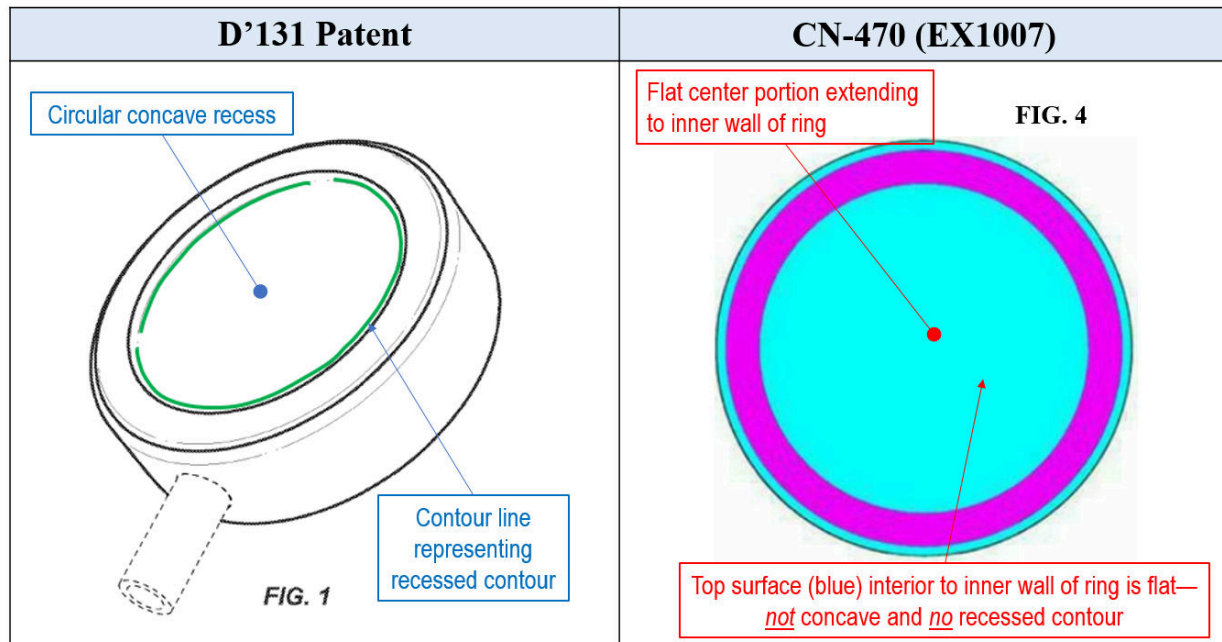 D’131 Patent
CN-470 (EX1007)
Circular concave recess
Contour line
representing
recessed contour
FIG. 1
Flat center portion extending
to inner wall of ring
FIG. 4
Top surface (blue) interior to inner wall of ring is flat—
not concave and no recessed contour